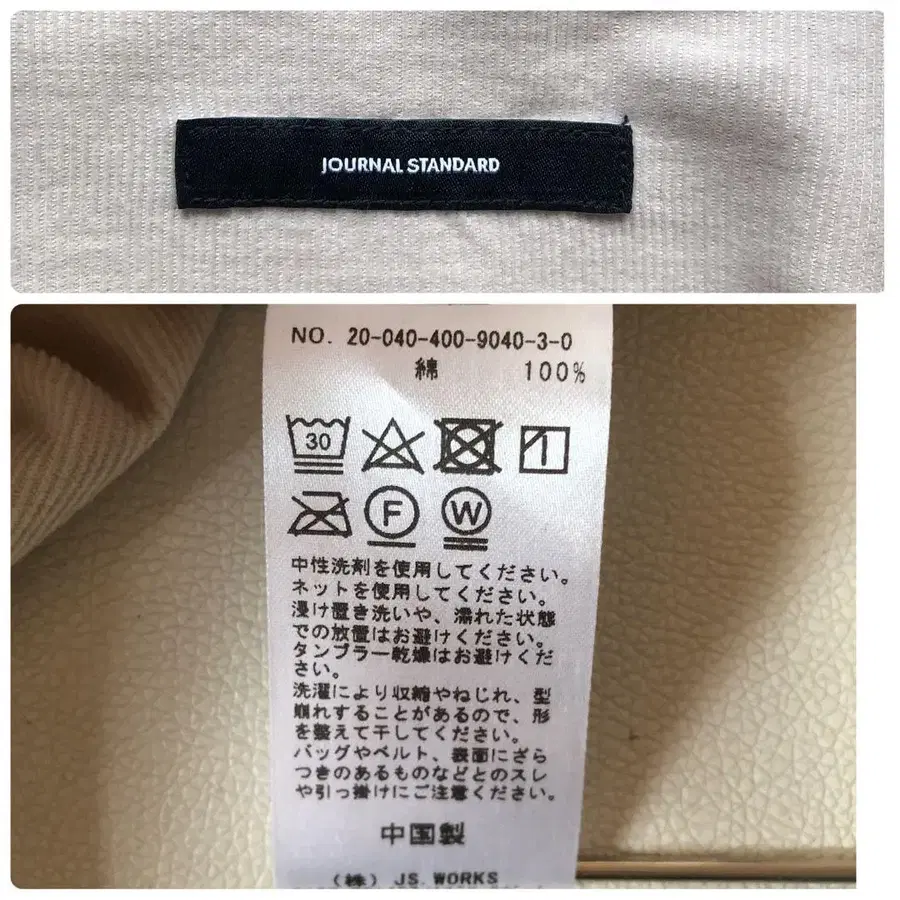 JOURNAL STANDARD
NO. 20-040-400-9040-3-0
綿 100%
30
1
F W
中性洗剤を使用してください。
ネットを使用してください。
浸け置き洗いや、濡れた状態
での放置はお避けください。
タンブラー乾燥はお避けくだ
さい。
洗濯により収縮やねじれ、型
崩れすることがあるので、形
を整えて干してください。
バッグやベルト、表面にざら
つきのあるものなどとのスレ
や引っ掛けにご注意ください。
中国製
(株) JS.WORKS